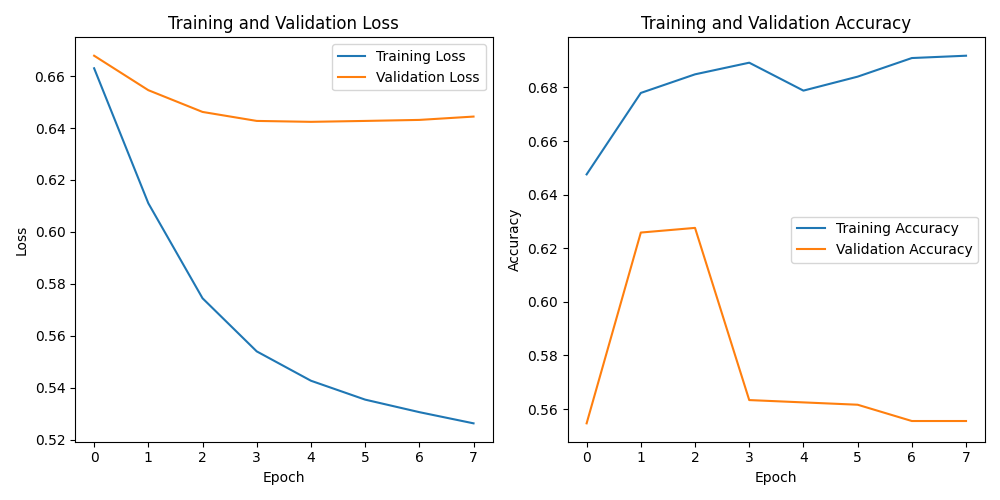 Training and Validation Loss
Training Loss
Validation Loss
0.66
0.64
0.62
0.60
0.58
0.56
0.54
0.52
Loss
0 1 2 3 4 5 6 7
Epoch
Training and Validation Accuracy
Training Accuracy
Validation Accuracy
0.68
0.66
0.64
0.62
0.60
0.58
0.56
Accuracy
0 1 2 3 4 5 6 7
Epoch